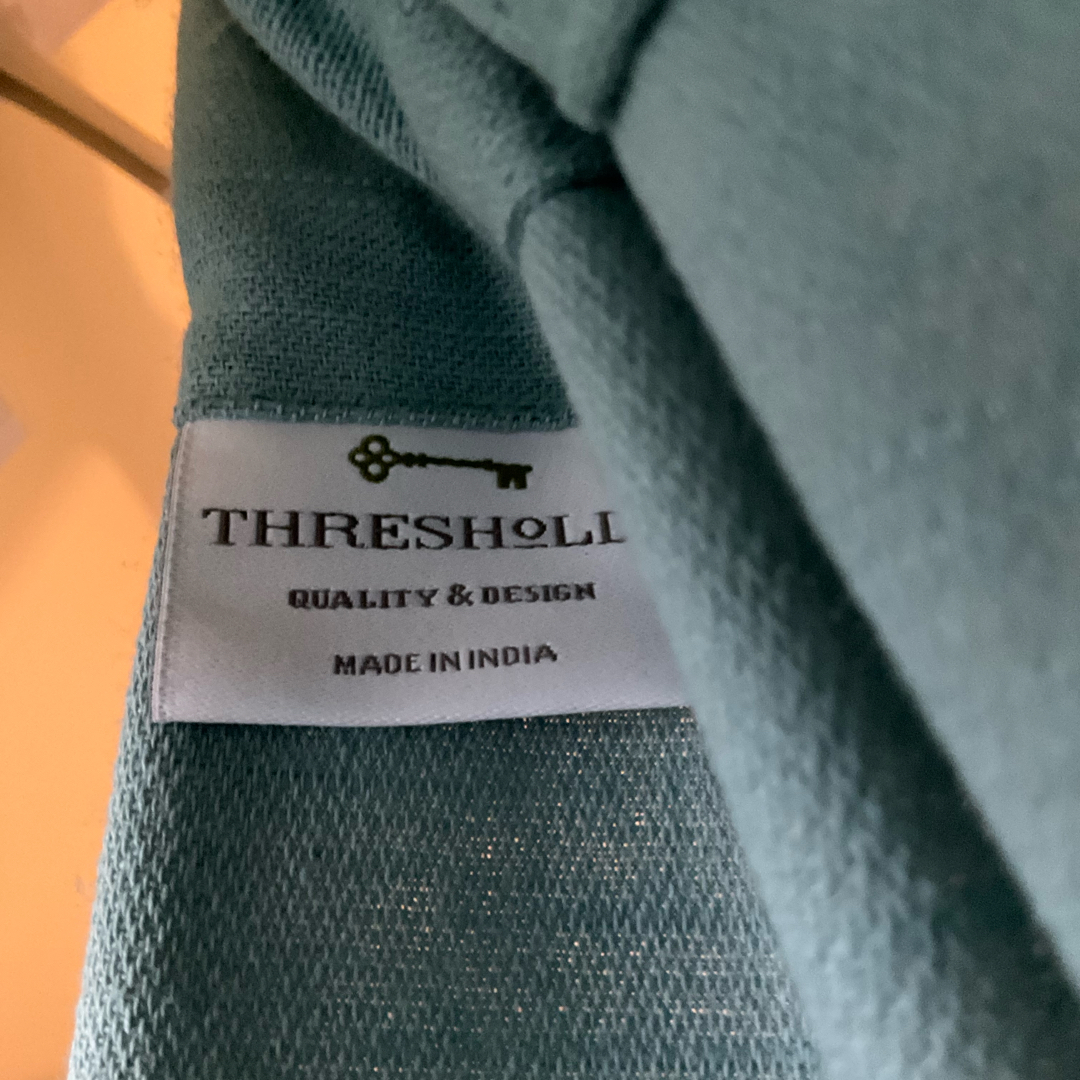 THRESHOLD
QUALITY & DESIGN
MADE IN INDIA